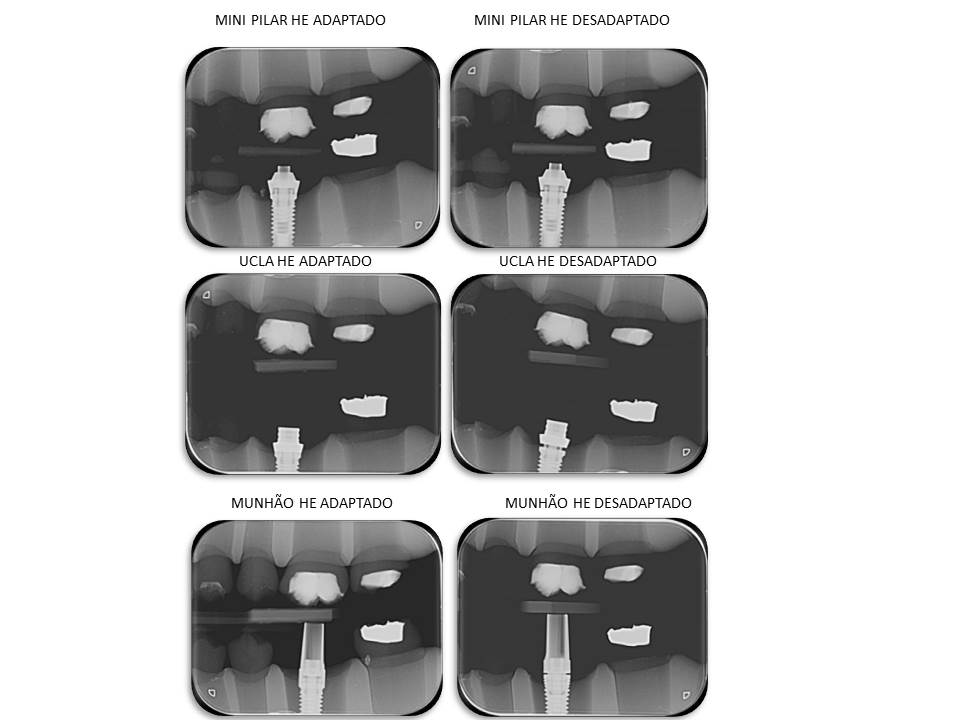 MINI PILAR HE ADAPTADO
MINI PILAR HE DESADAPTADO
UCLA HE ADAPTADO
UCLA HE DESADAPTADO
MUNHÃO HE ADAPTADO
MUNHÃO HE DESADAPTADO